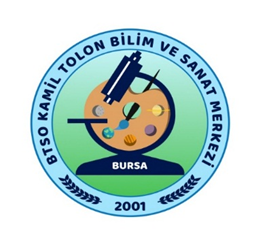 BTSO KAMİL TOLON BİLİM VE SANAT MERKEZİ
BURSA
2001